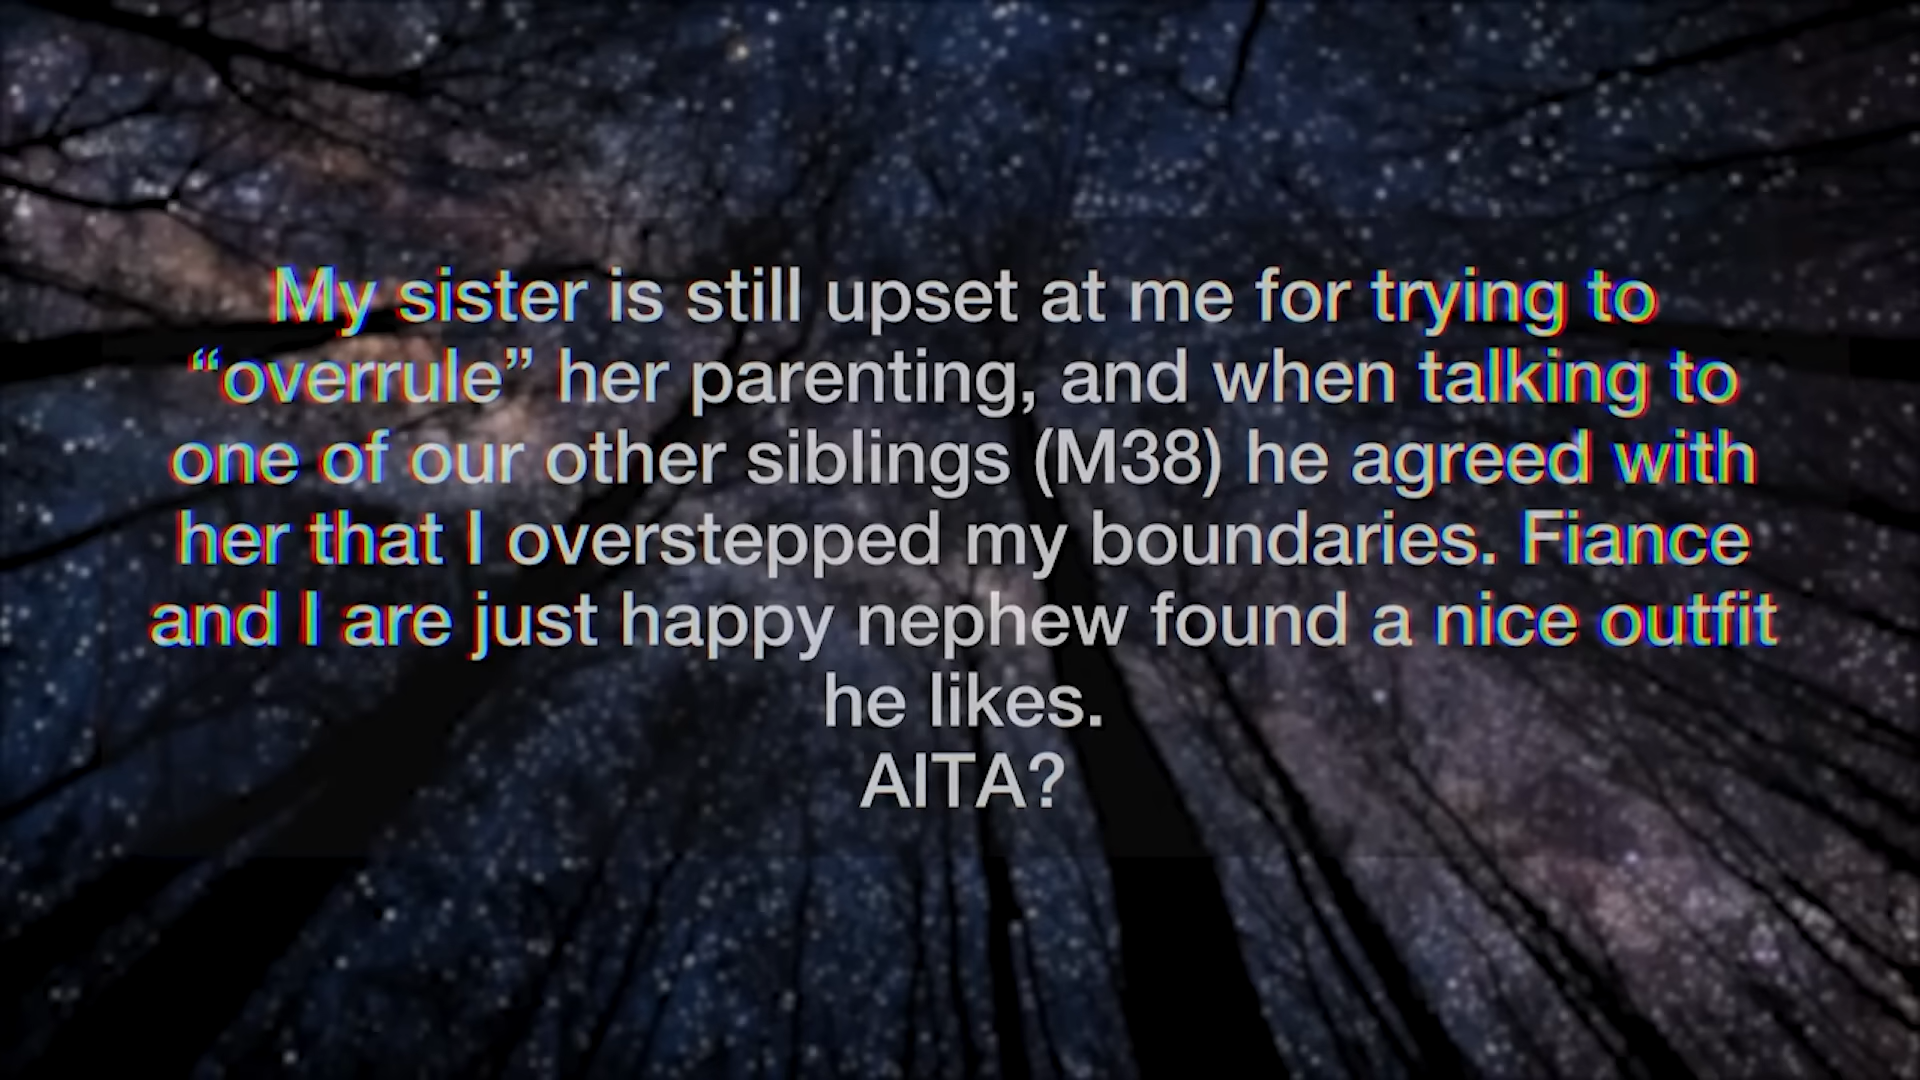 My sister is still upset at me for trying to
“overrule” her parenting, and when talking to
one of our other siblings (M38) he agreed with
her that I overstepped my boundaries. Fiance
and I are just happy nephew found a nice outfit
he likes.
AITA?